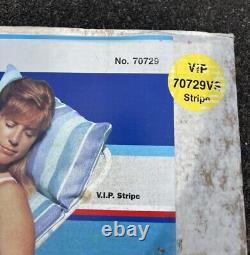 No. 70729
VIP
70729VS
Stripe
V.I.P. Stripe